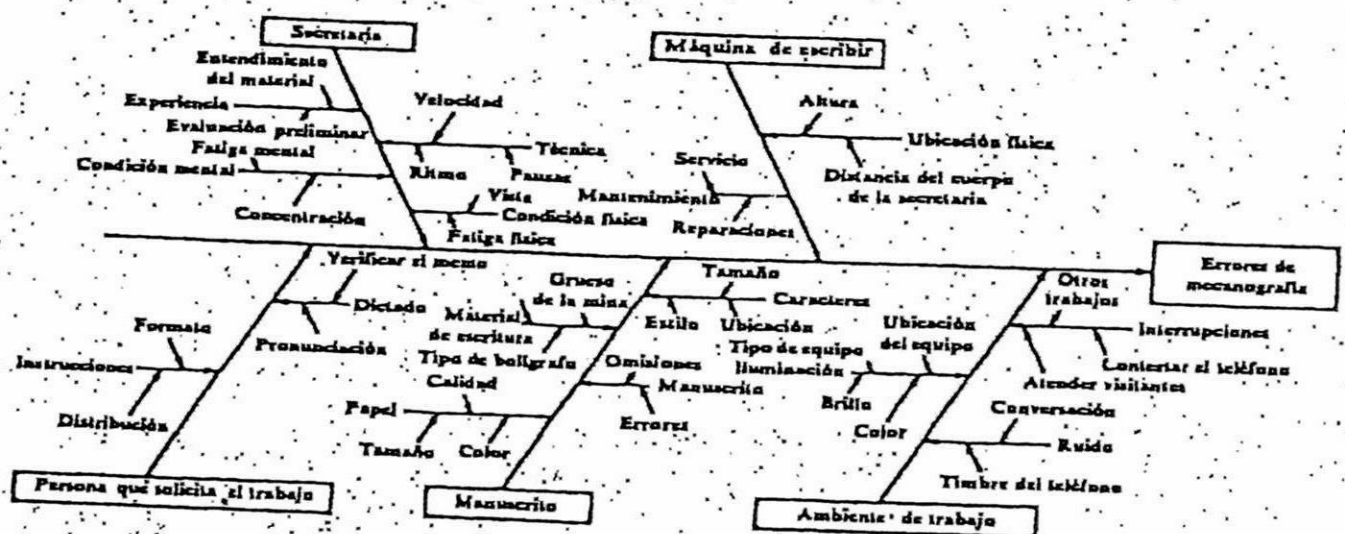 Secretaria
Máquina de escribir
Entendimiento
del material
Experiencia
Evaluación preliminar
Fatiga mental
Condición mental
Concentración
Velocidad
Técnica
Ritmo
Pausas
Vista
Condición física
Fatiga física
Altura
Ubicación física
Distancia del cuerpo
de la secretaria
Servicio
Mantenimiento
Reparaciones
Errores de
mecanografía
Verificar el memo
Dictado
Pronunciación
Formato
Instrucciones
Distribución
Persona que solicita el trabajo
Grueso
de la mina
Material
de escritura
Tipo de bolígrafo
Tamaño
Caracteres
Estilo
Ubicación
Omisiones
Manuscrito
Errores
Calidad
Papel
Tamaño
Color
Manuscrito
Ubicación
del equipo
Tipo de equipo
Iluminación
Brillo
Color
Otros
trabajos
Interrupciones
Contestar el teléfono
Atender visitantes
Conversación
Ruido
Timbre del teléfono
Ambiente de trabajo